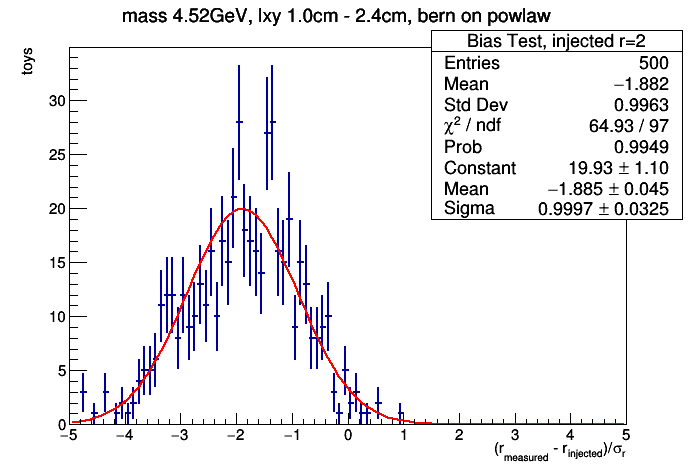 mass 4.52GeV, lxy 1.0cm - 2.4cm, bern on powlaw
Bias Test, injected r=2
Entries 500
Mean −1.882
Std Dev 0.9963
χ² / ndf 64.93 / 97
Prob 0.9949
Constant 19.93 ± 1.10
Mean −1.885 ± 0.045
Sigma 0.9997 ± 0.0325
toys
30
25
20
15
10
5
0
−5 −4 −3 −2 −1 0 1 2 3 4 5
(r_measured - r_injected)/σ_r